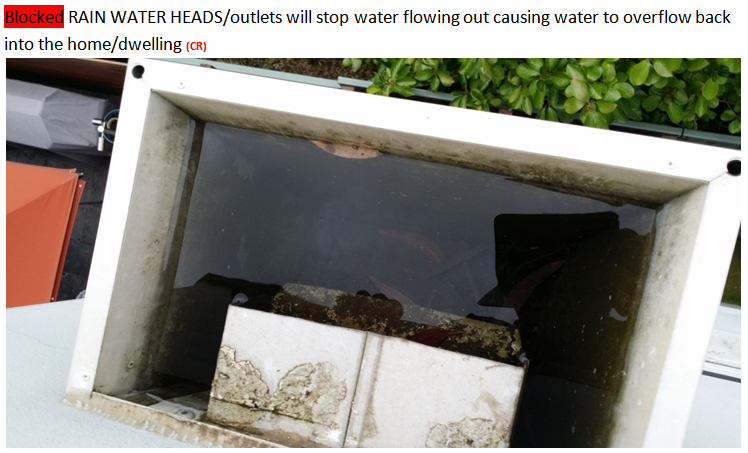 Blocked RAIN WATER HEADS/outlets will stop water flowing out causing water to overflow back
into the home/dwelling (CR)